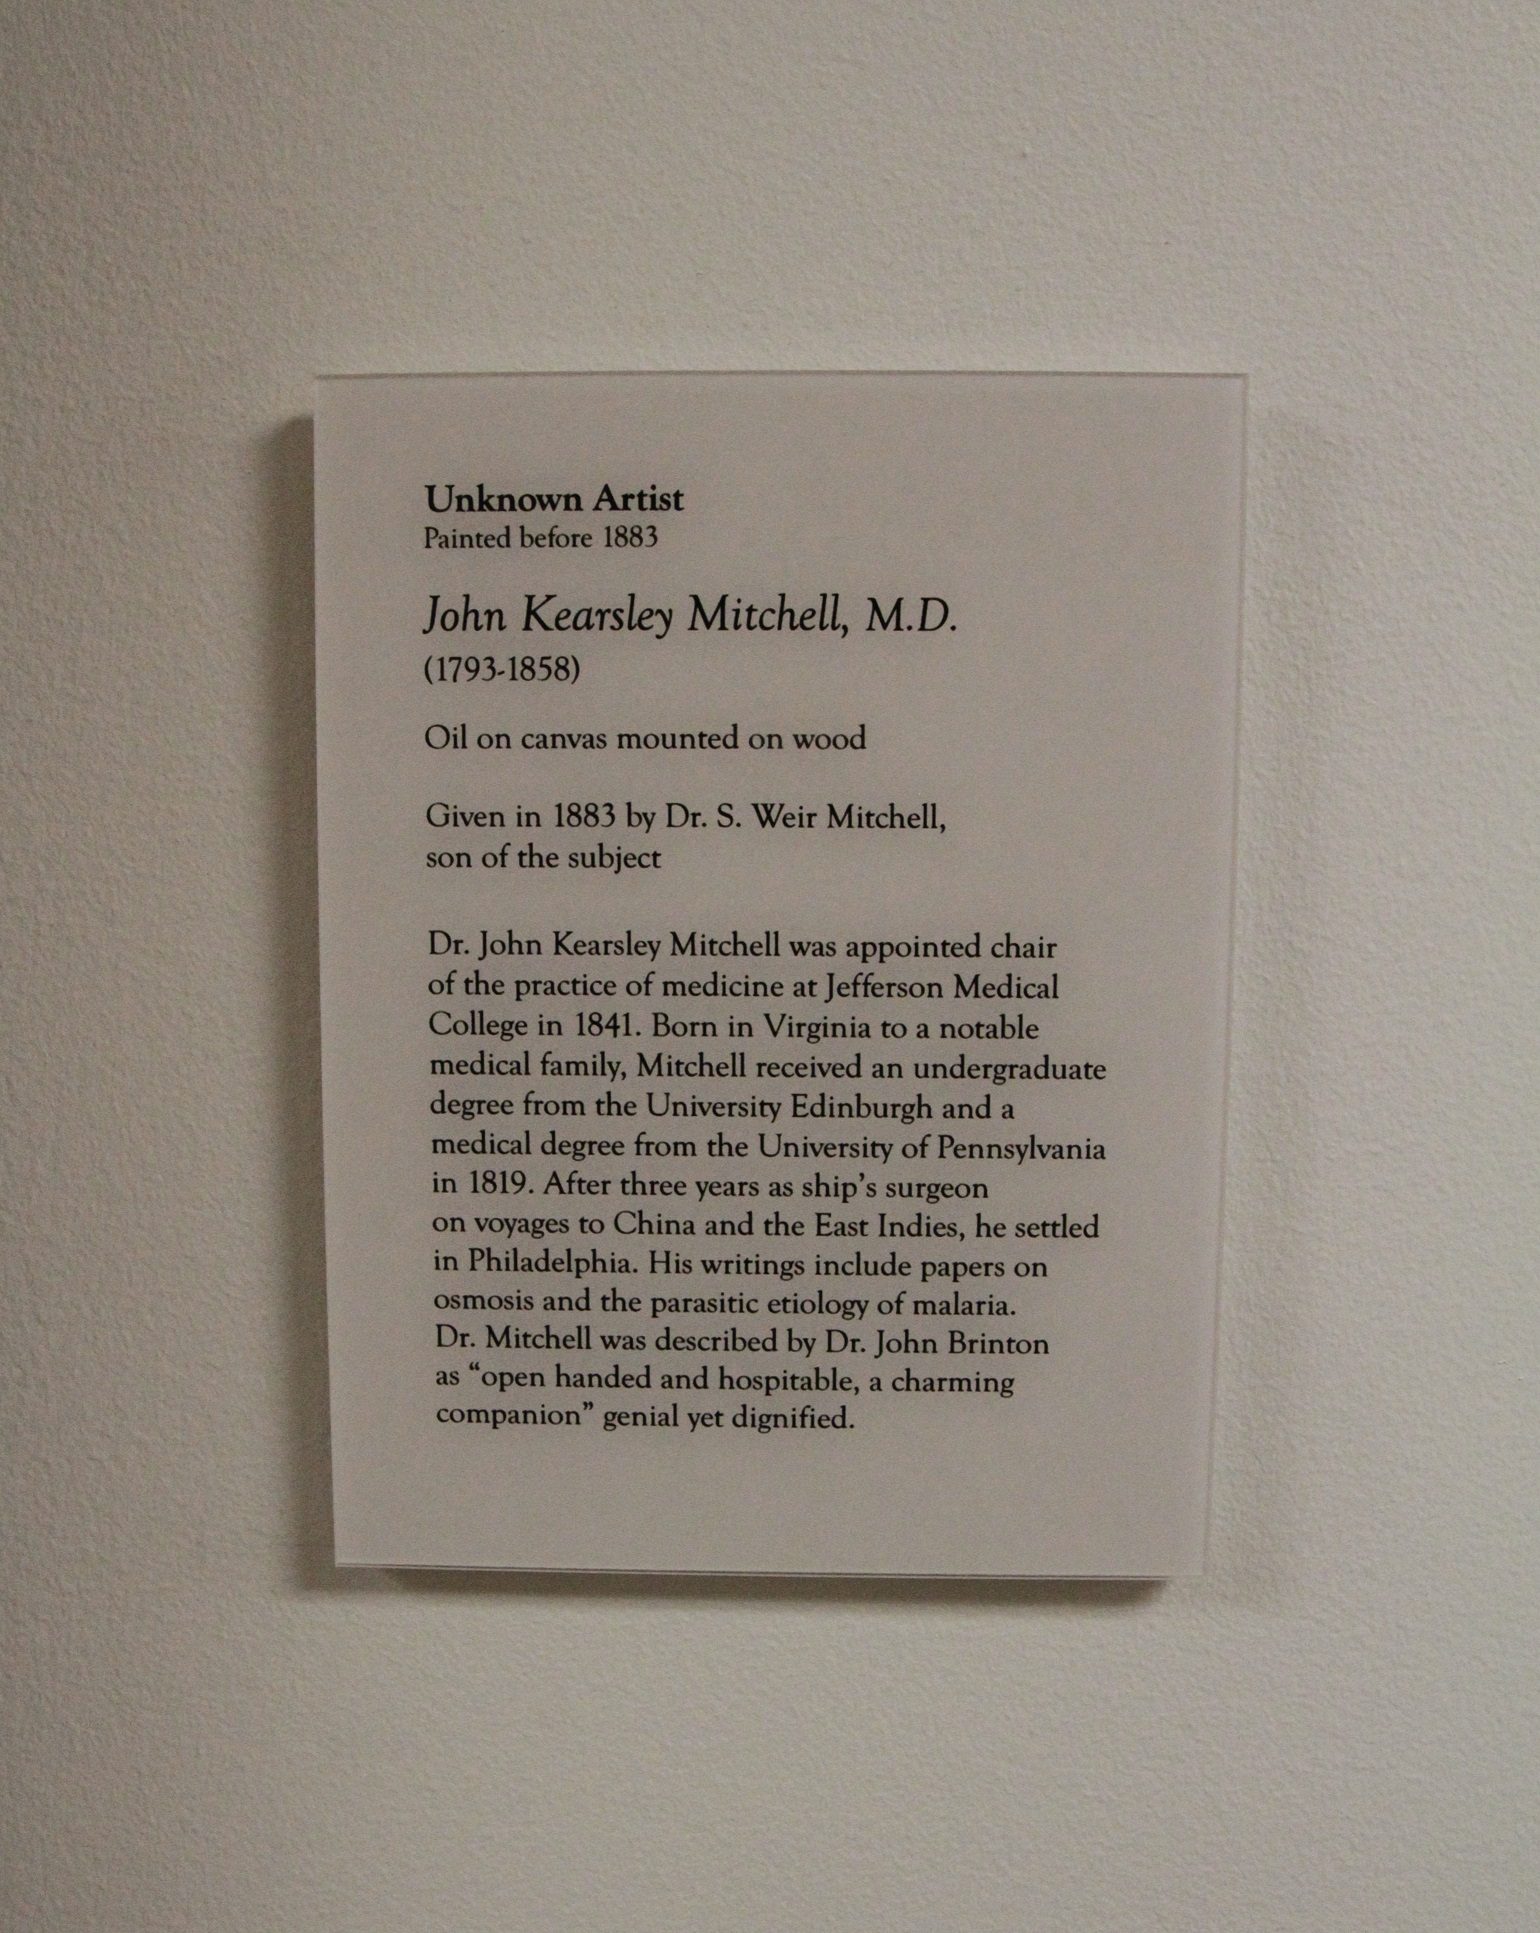 Unknown Artist
Painted before 1883
John Kearsley Mitchell, M.D.
(1793-1858)
Oil on canvas mounted on wood
Given in 1883 by Dr. S. Weir Mitchell,
son of the subject
Dr. John Kearsley Mitchell was appointed chair
of the practice of medicine at Jefferson Medical
College in 1841. Born in Virginia to a notable
medical family, Mitchell received an undergraduate
degree from the University Edinburgh and a
medical degree from the University of Pennsylvania
in 1819. After three years as ship’s surgeon
on voyages to China and the East Indies, he settled
in Philadelphia. His writings include papers on
osmosis and the parasitic etiology of malaria.
Dr. Mitchell was described by Dr. John Brinton
as “open handed and hospitable, a charming
companion” genial yet dignified.